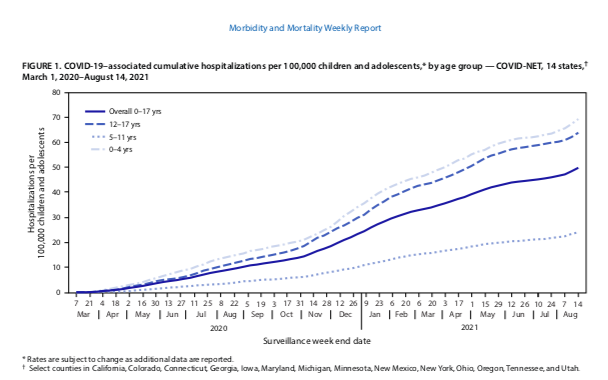 Morbidity and Mortality Weekly Report
FIGURE 1. COVID-19–associated cumulative hospitalizations per 100,000 children and adolescents,* by age group — COVID-NET, 14 states,†
March 1, 2020–August 14, 2021
80
70
60
50
40
30
20
10
0
Hospitalizations per
100,000 children and adolescents
Overall 0–17 yrs
12–17 yrs
5–11 yrs
0–4 yrs
7 21 4 18 2 16 30 13 27 11 25 8 22 5 19 3 17 31 14 28 12 26 9 23 6 20 6 20 3 17 1 15 29 12 26 10 24 7 14
Mar Apr May Jun Jul Aug Sep Oct Nov Dec Jan Feb Mar Apr May Jun Jul Aug
2020 2021
Surveillance week end date
* Rates are subject to change as additional data are reported.
† Select counties in California, Colorado, Connecticut, Georgia, Iowa, Maryland, Michigan, Minnesota, New Mexico, New York, Ohio, Oregon, Tennessee, and Utah.